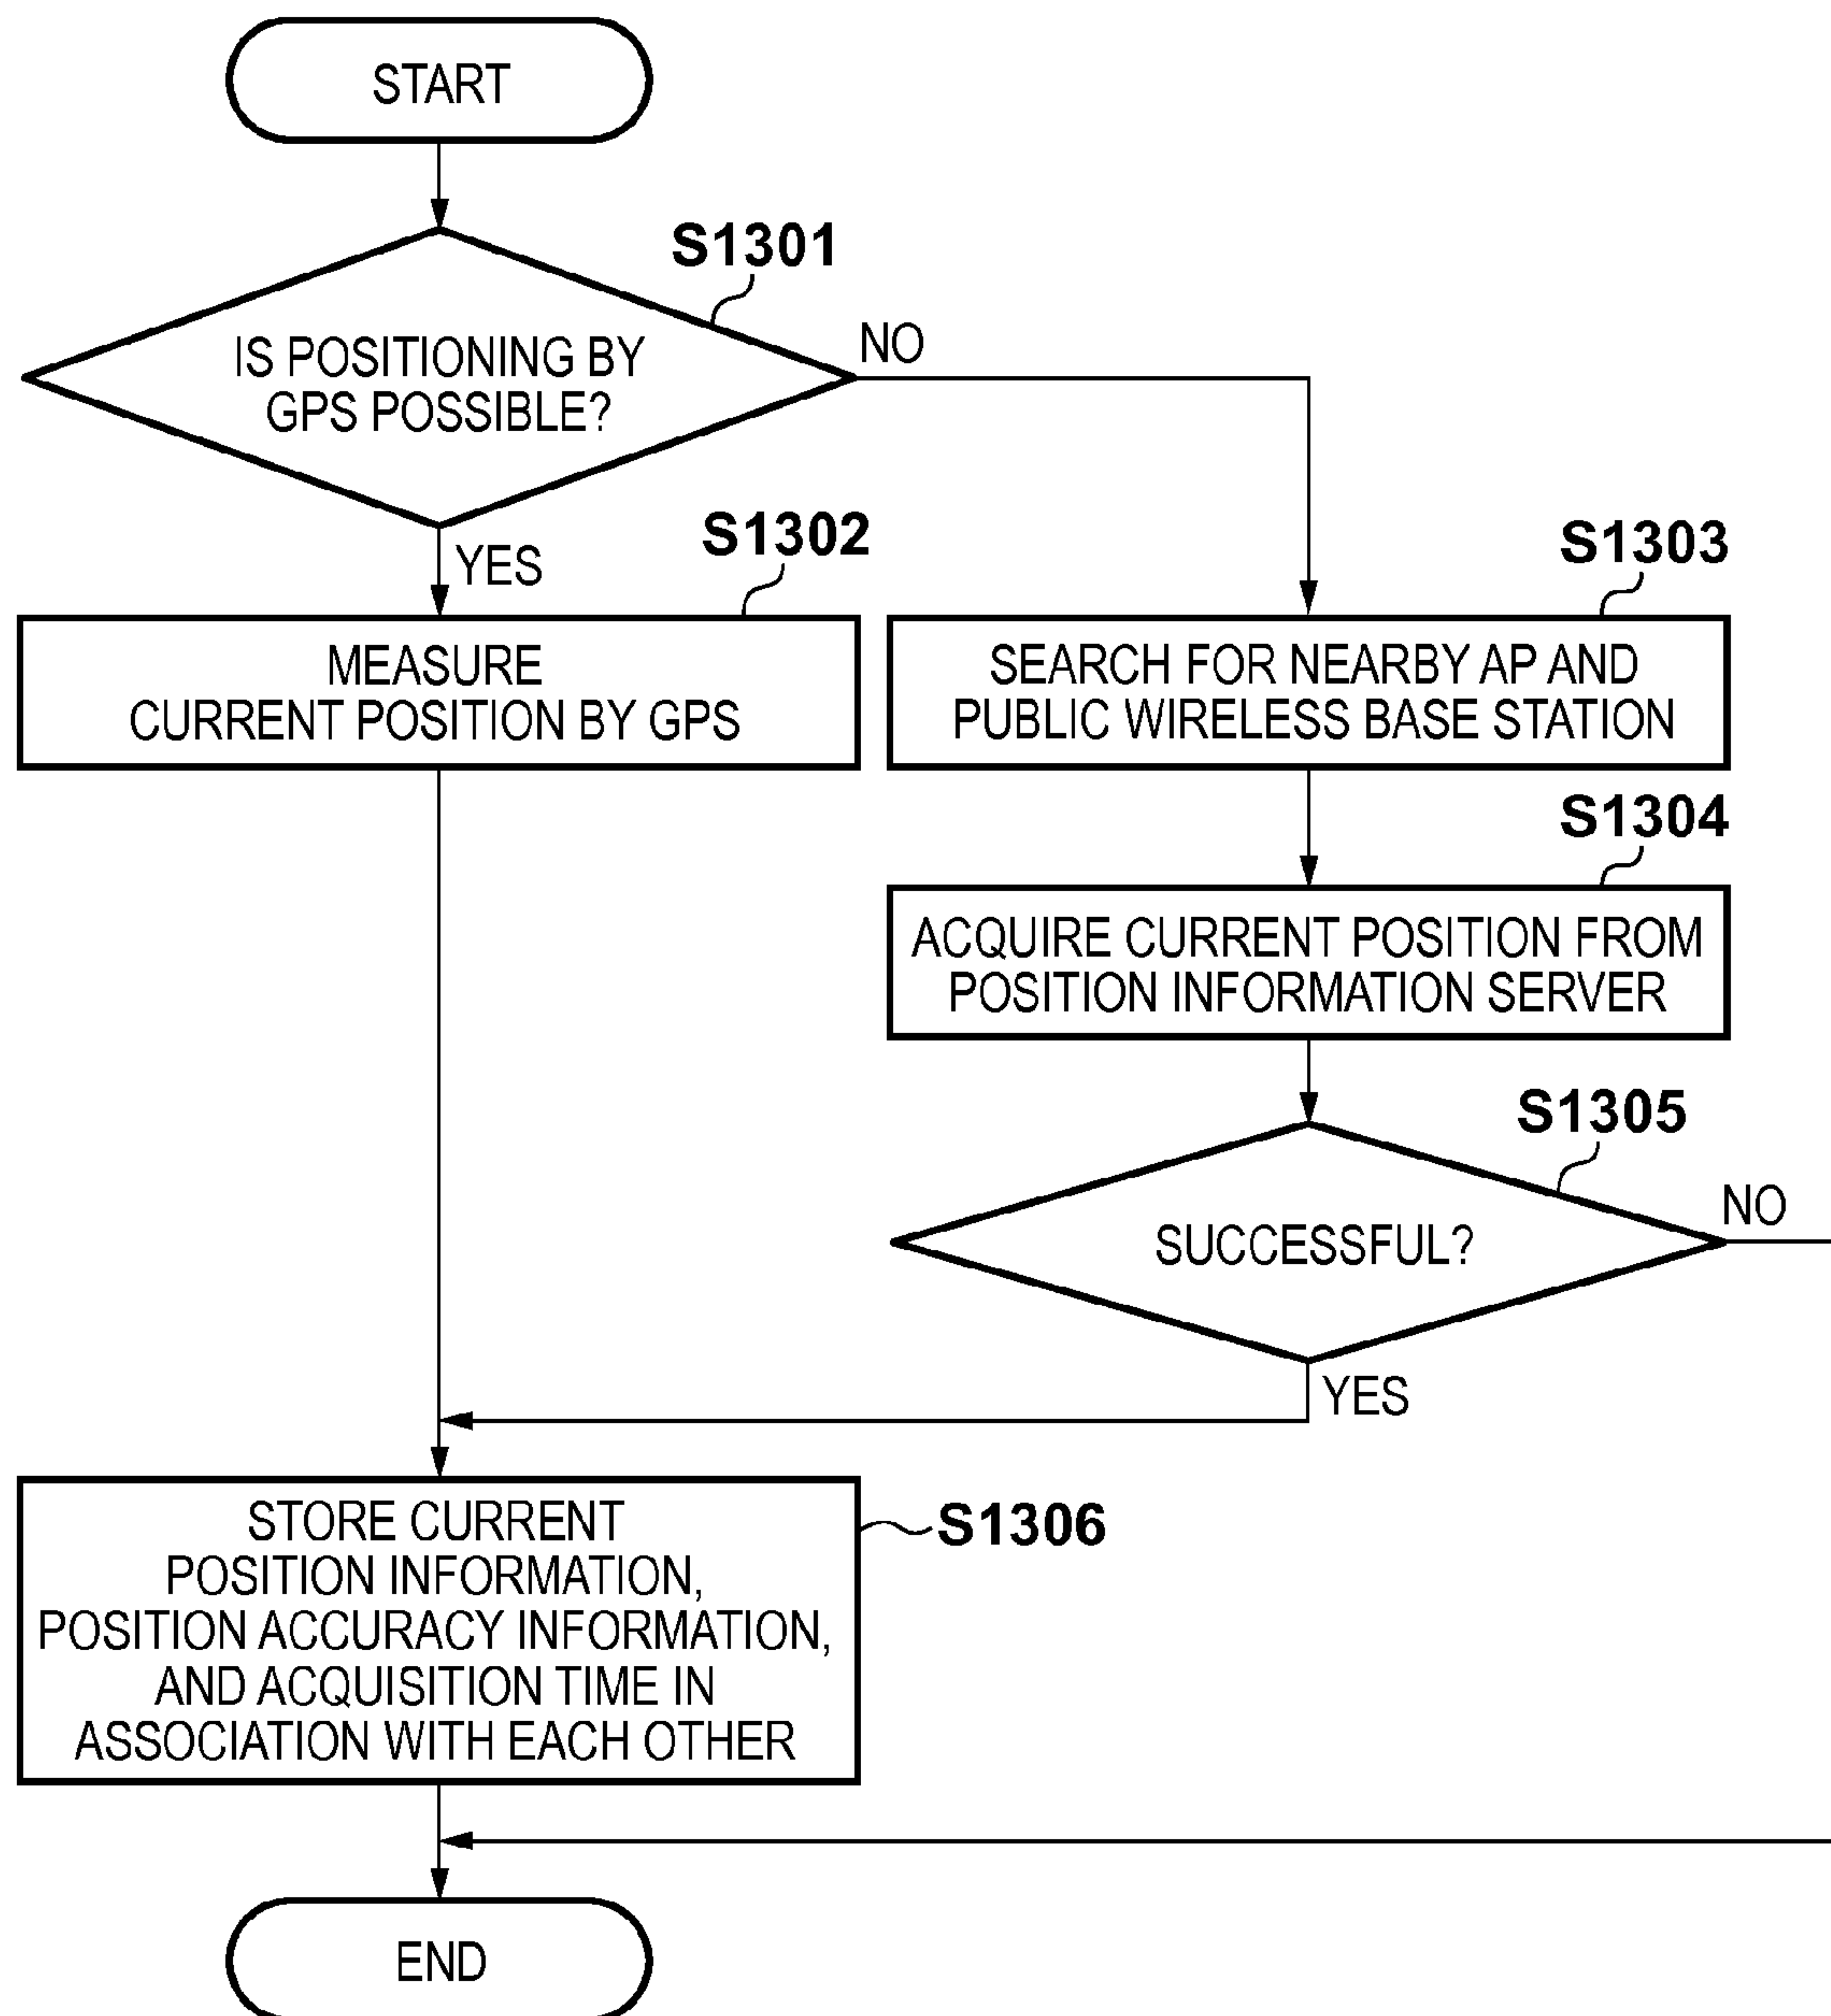 START
S1301
IS POSITIONING BY
GPS POSSIBLE?
NO
YES
S1302
MEASURE
CURRENT POSITION BY GPS
S1303
SEARCH FOR NEARBY AP AND
PUBLIC WIRELESS BASE STATION
S1304
ACQUIRE CURRENT POSITION FROM
POSITION INFORMATION SERVER
S1305
SUCCESSFUL?
NO
YES
STORE CURRENT
POSITION INFORMATION,
POSITION ACCURACY INFORMATION,
AND ACQUISITION TIME IN
ASSOCIATION WITH EACH OTHER
S1306
END